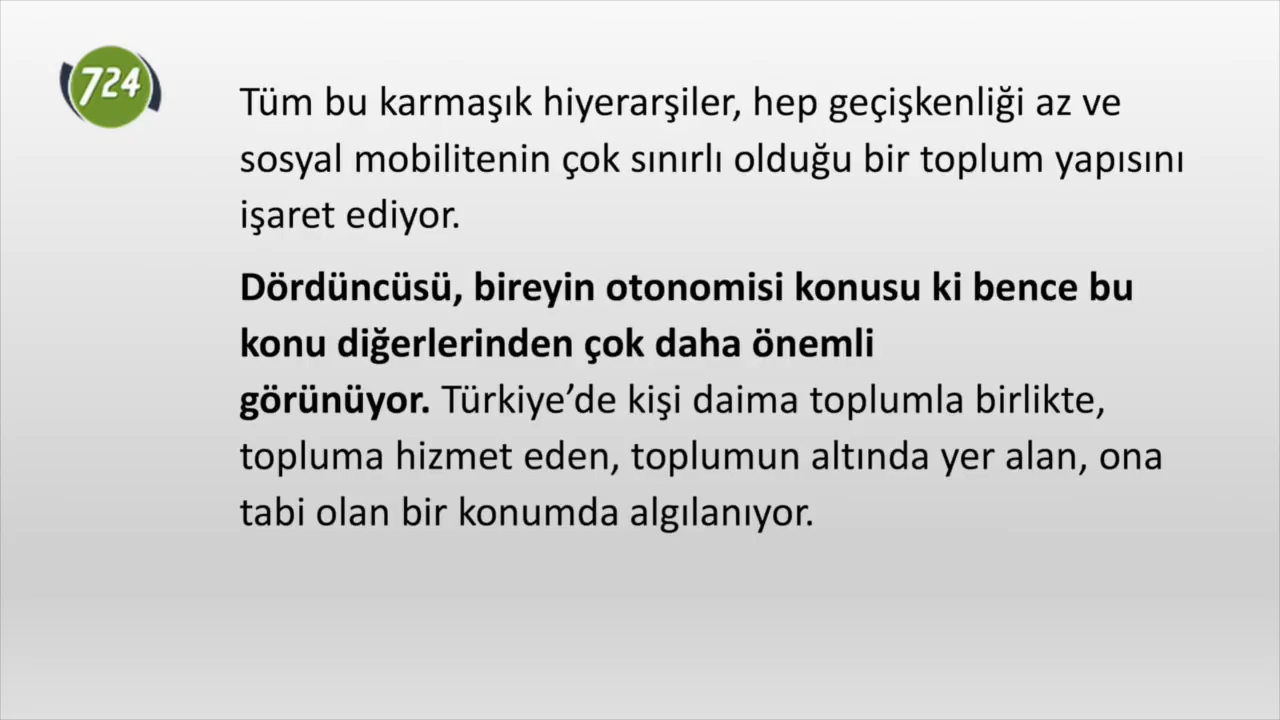 724
Tüm bu karmaşık hiyerarşiler, hep geçişkenliği az ve
sosyal mobilitenin çok sınırlı olduğu bir toplum yapısını
işaret ediyor.
Dördüncüsü, bireyin otonomisi konusu ki bence bu
konu diğerlerinden çok daha önemli
görünüyor. Türkiye’de kişi daima toplumla birlikte,
topluma hizmet eden, toplumun altında yer alan, ona
tabi olan bir konumda algılanıyor.